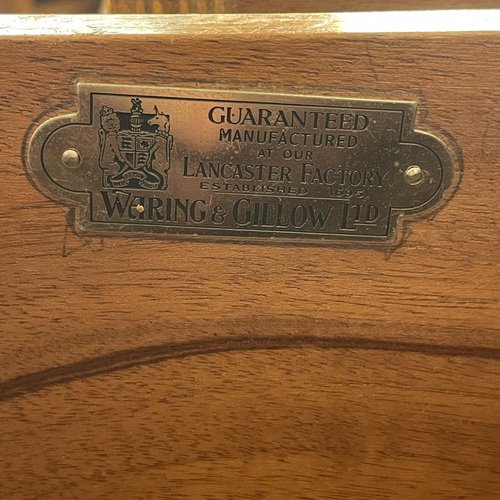 GUARANTEED
MANUFACTURED
AT OUR
LANCASTER FACTORY
ESTABLISHED
WARING & GILLOW LTD